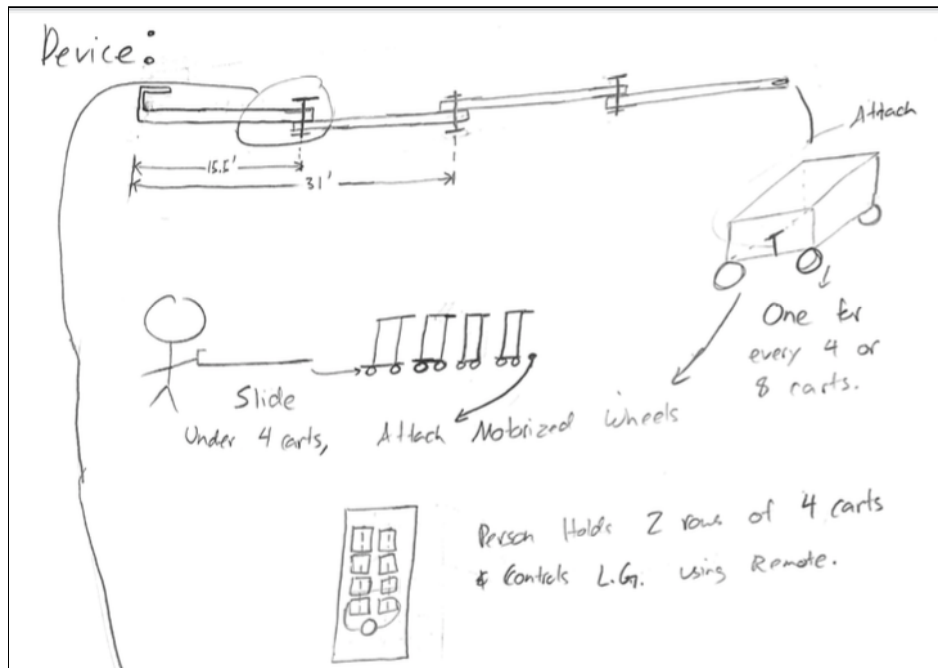 Device:
Attach
15.5'
31'
One for
every 4 or
8 carts.
Slide
Under 4 carts, Attach Motorized Wheels
Person Holds 2 rows of 4 carts
& Controls L.G. using Remote.